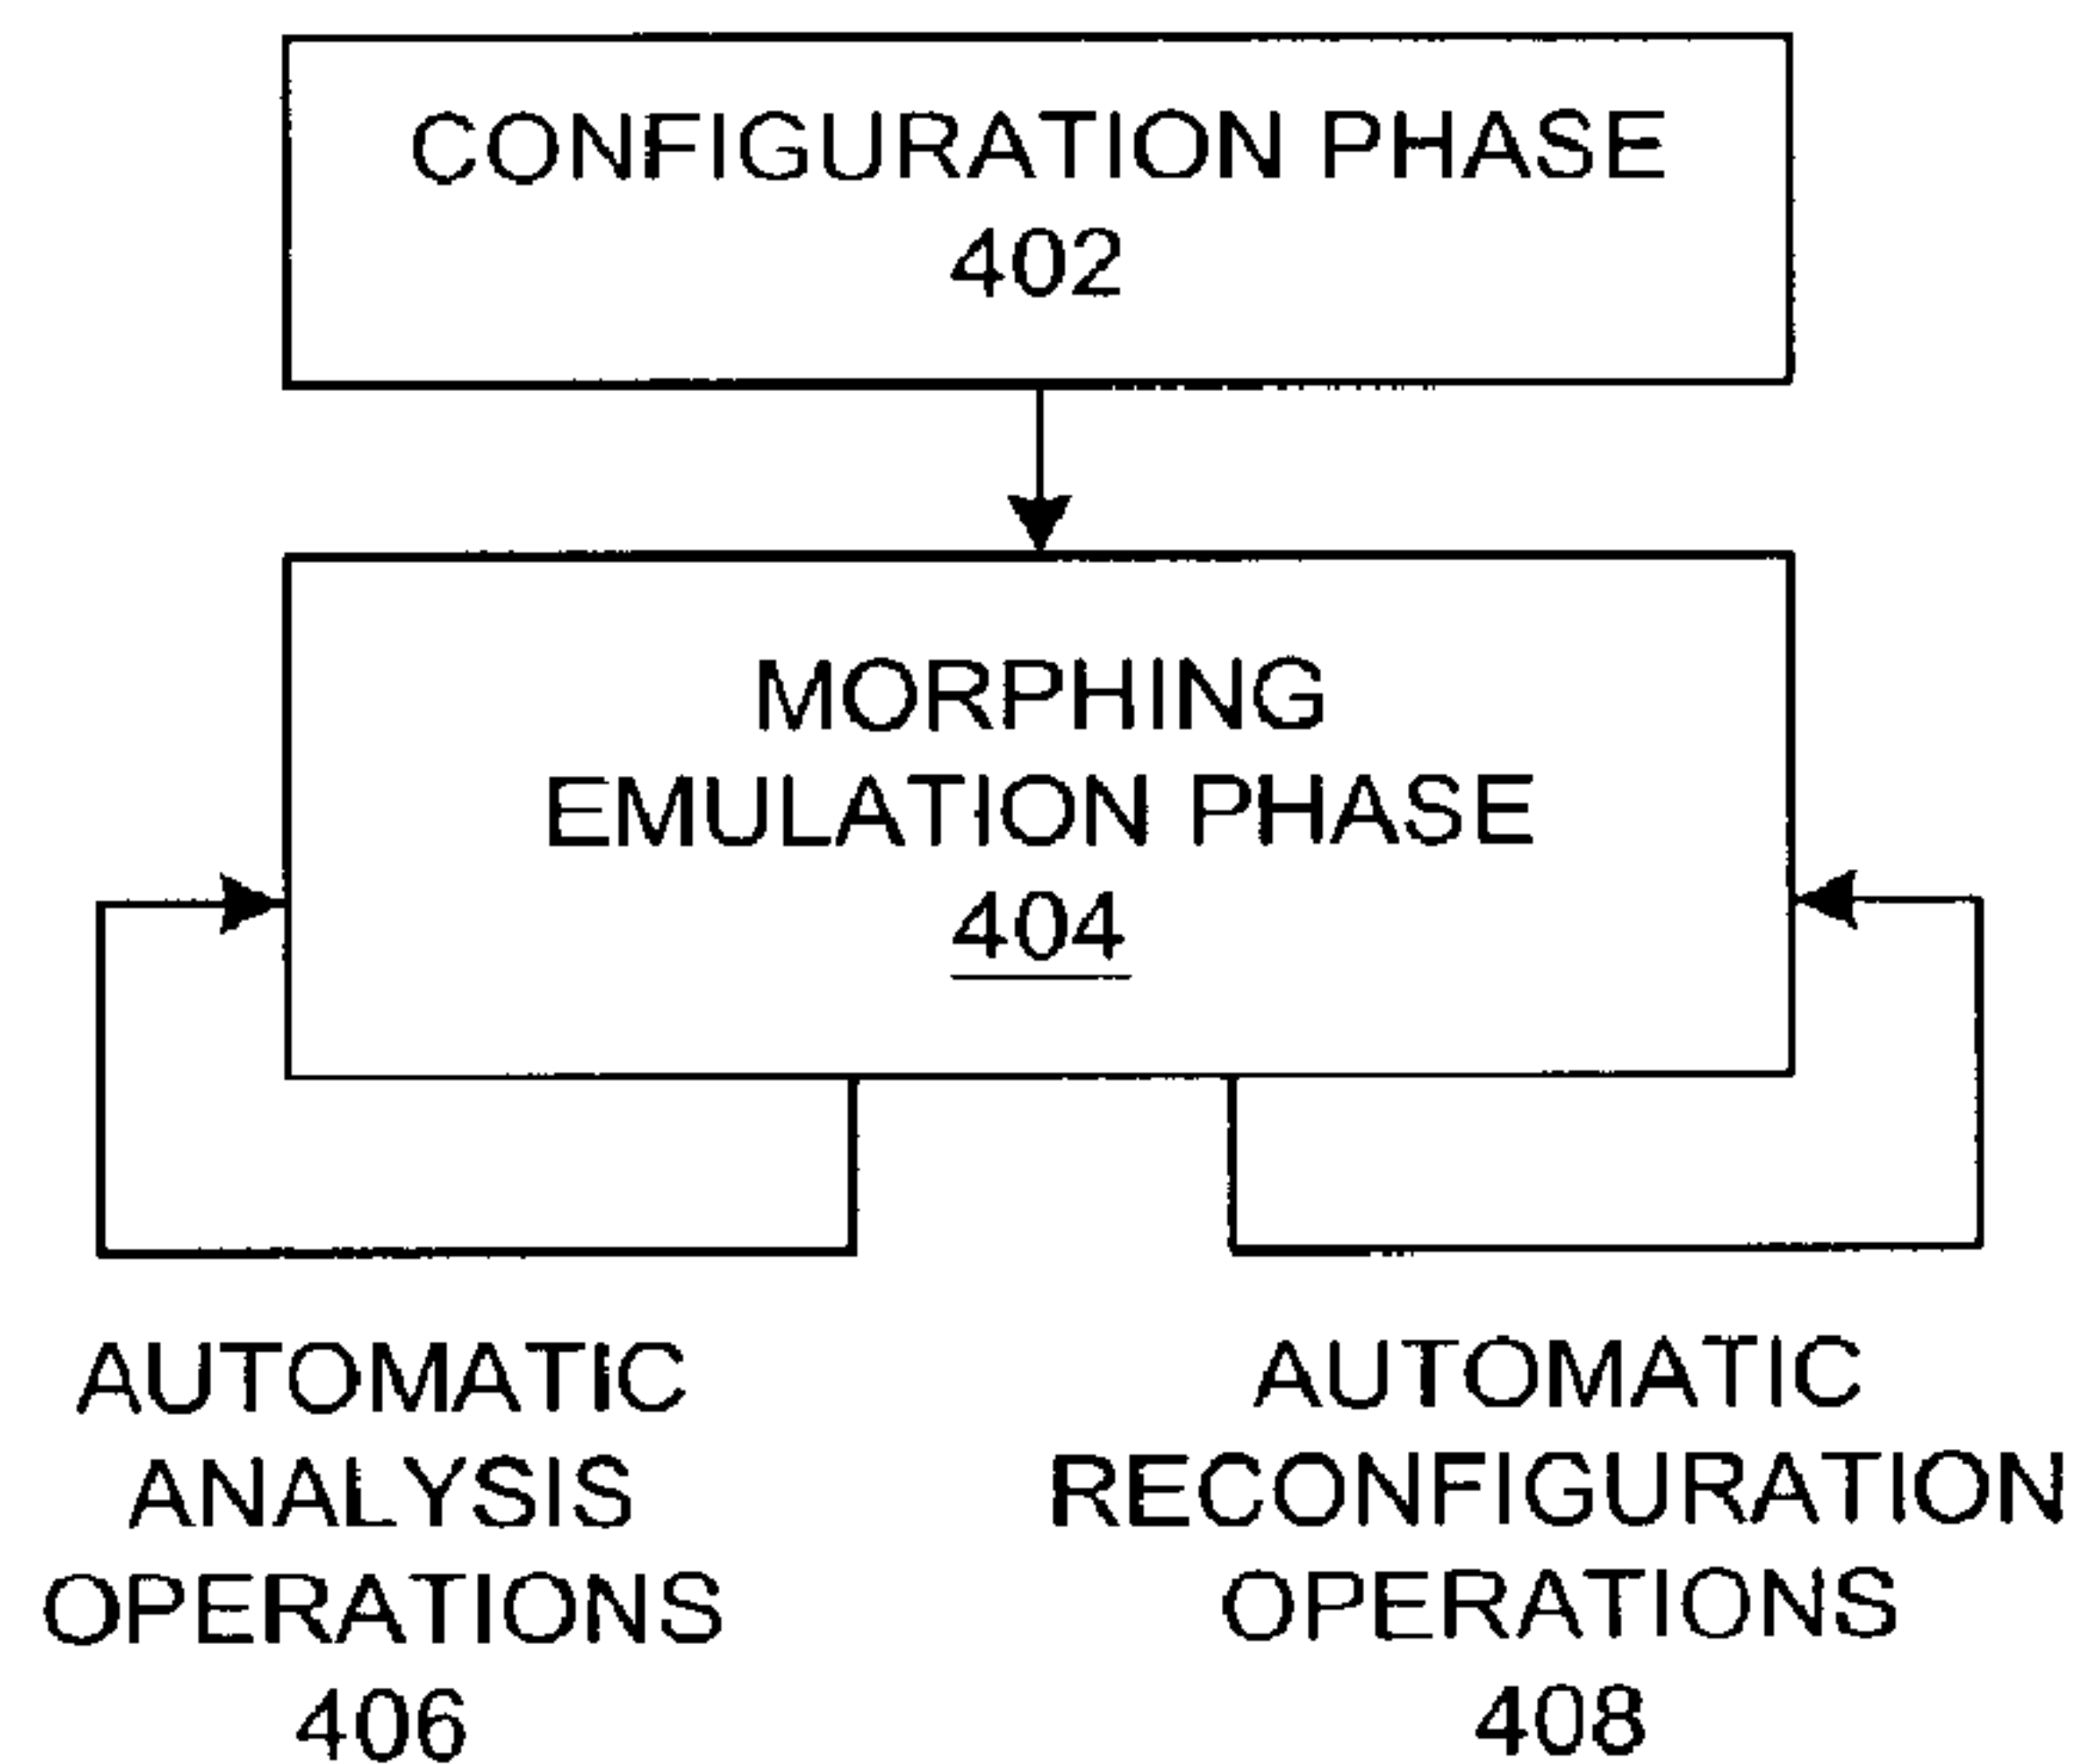 CONFIGURATION PHASE
402
MORPHING
EMULATION PHASE
404
AUTOMATIC
ANALYSIS
OPERATIONS
406
AUTOMATIC
RECONFIGURATION
OPERATIONS
408